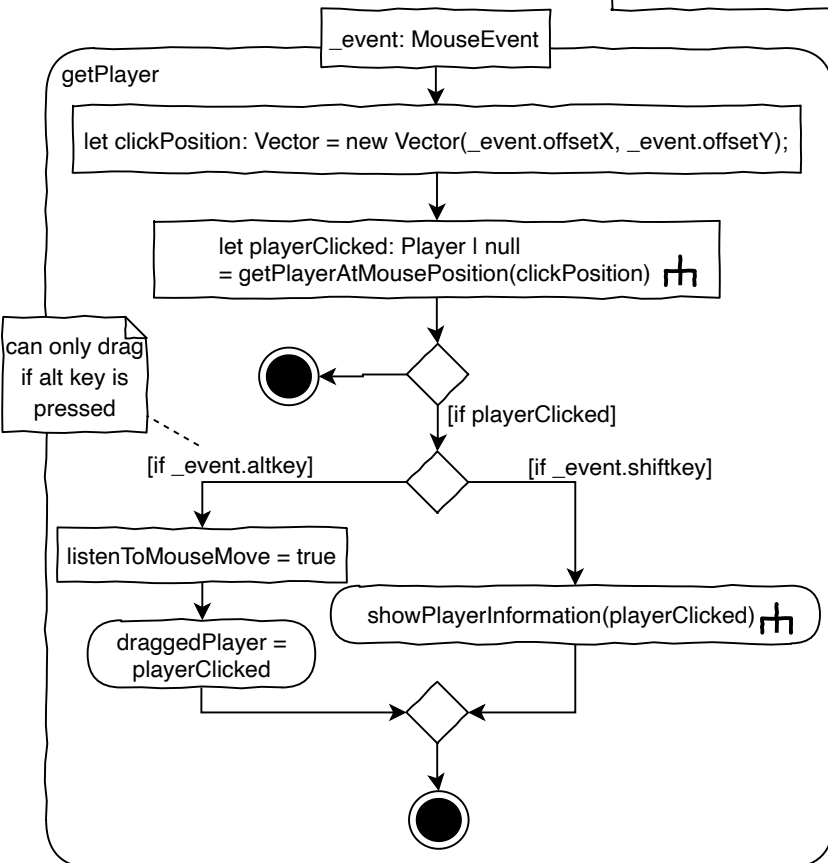 _event: MouseEvent
getPlayer
let clickPosition: Vector = new Vector(_event.offsetX, _event.offsetY);
let playerClicked: Player | null
= getPlayerAtMousePosition(clickPosition)
can only drag
if alt key is
pressed
[if playerClicked]
[if _event.altkey]
[if _event.shiftkey]
listenToMouseMove = true
showPlayerInformation(playerClicked)
draggedPlayer =
playerClicked